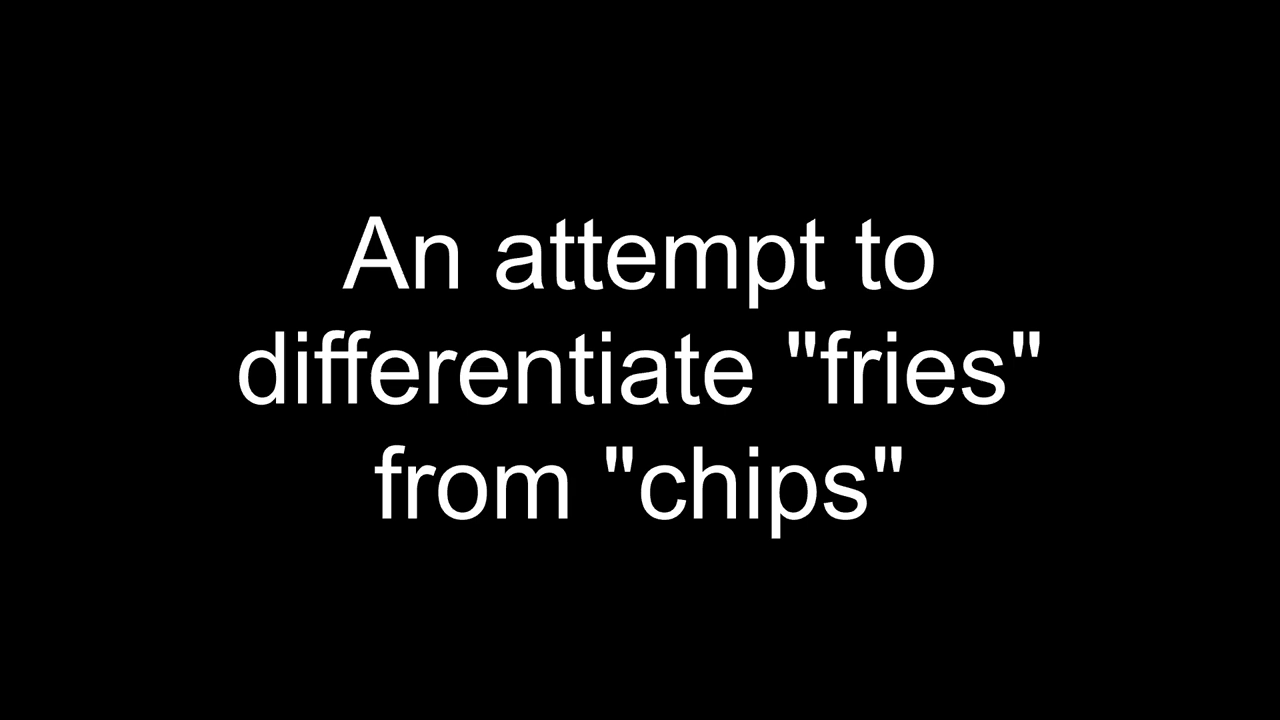 An attempt to
differentiate "fries"
from "chips"